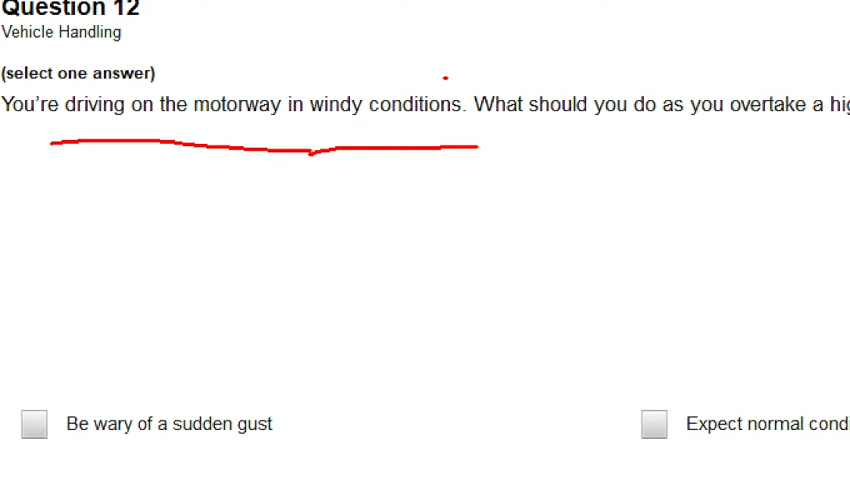 Question 12
Vehicle Handling
(select one answer)
You’re driving on the motorway in windy conditions. What should you do as you overtake a
Be wary of a sudden gust
Expect normal